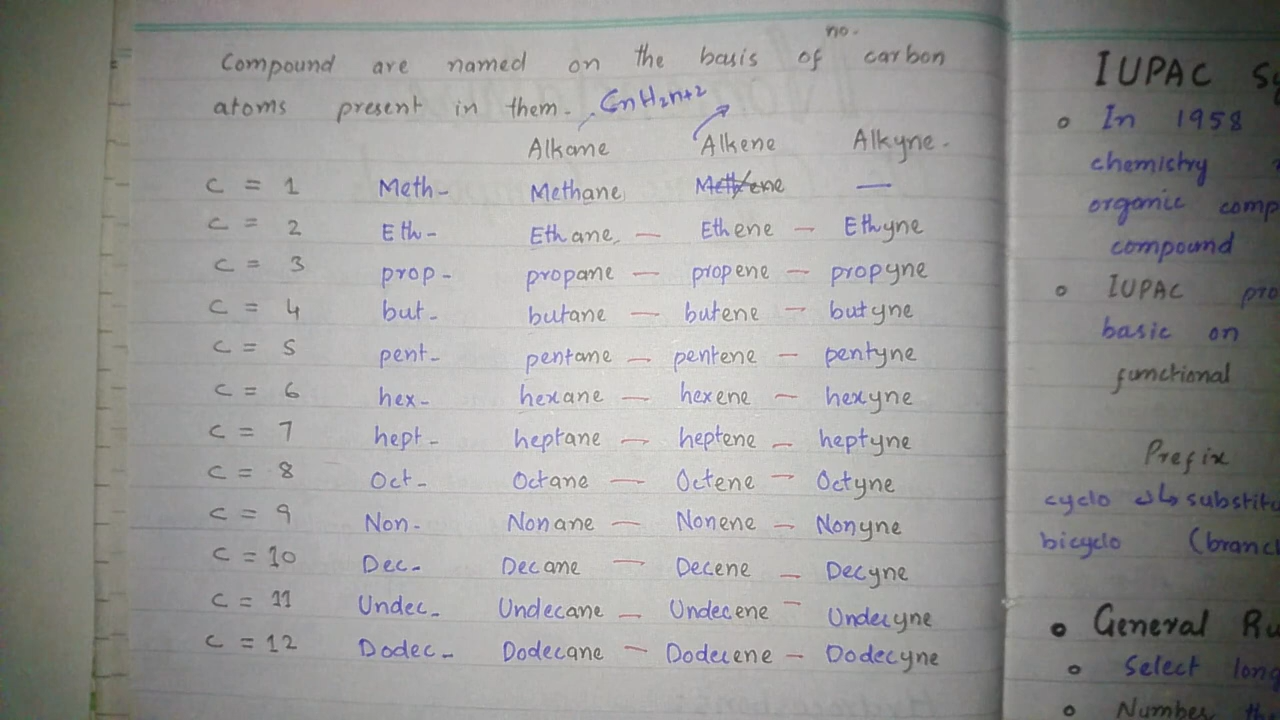 Compound are named on the basis of no. carbon
atoms present in them. CnH2n+2
Alkane Alkene Alkyne.
C = 1 Meth- Methane Methene —
C = 2 Eth- Ethane — Ethene — Ethyne
C = 3 prop- propane — propene — propyne
C = 4 but- butane — butene — butyne
C = 5 pent- pentane — pentene — pentyne
C = 6 hex- hexane — hexene — hexyne
C = 7 hept- heptane — heptene — heptyne
C = 8 Oct- Octane — Octene — Octyne
C = 9 Non- Nonane — Nonene — Nonyne
C = 10 Dec- Decane — Decene — Decyne
C = 11 Undec- Undecane — Undecene — Undecyne
C = 12 Dodec- Dodecane — Dodecene — Dodecyne
IUPAC
In 1958
chemistry
organic
compound
IUPAC
basic on
functional
Prefix
cyclo
bicyclo
General
Select
Number